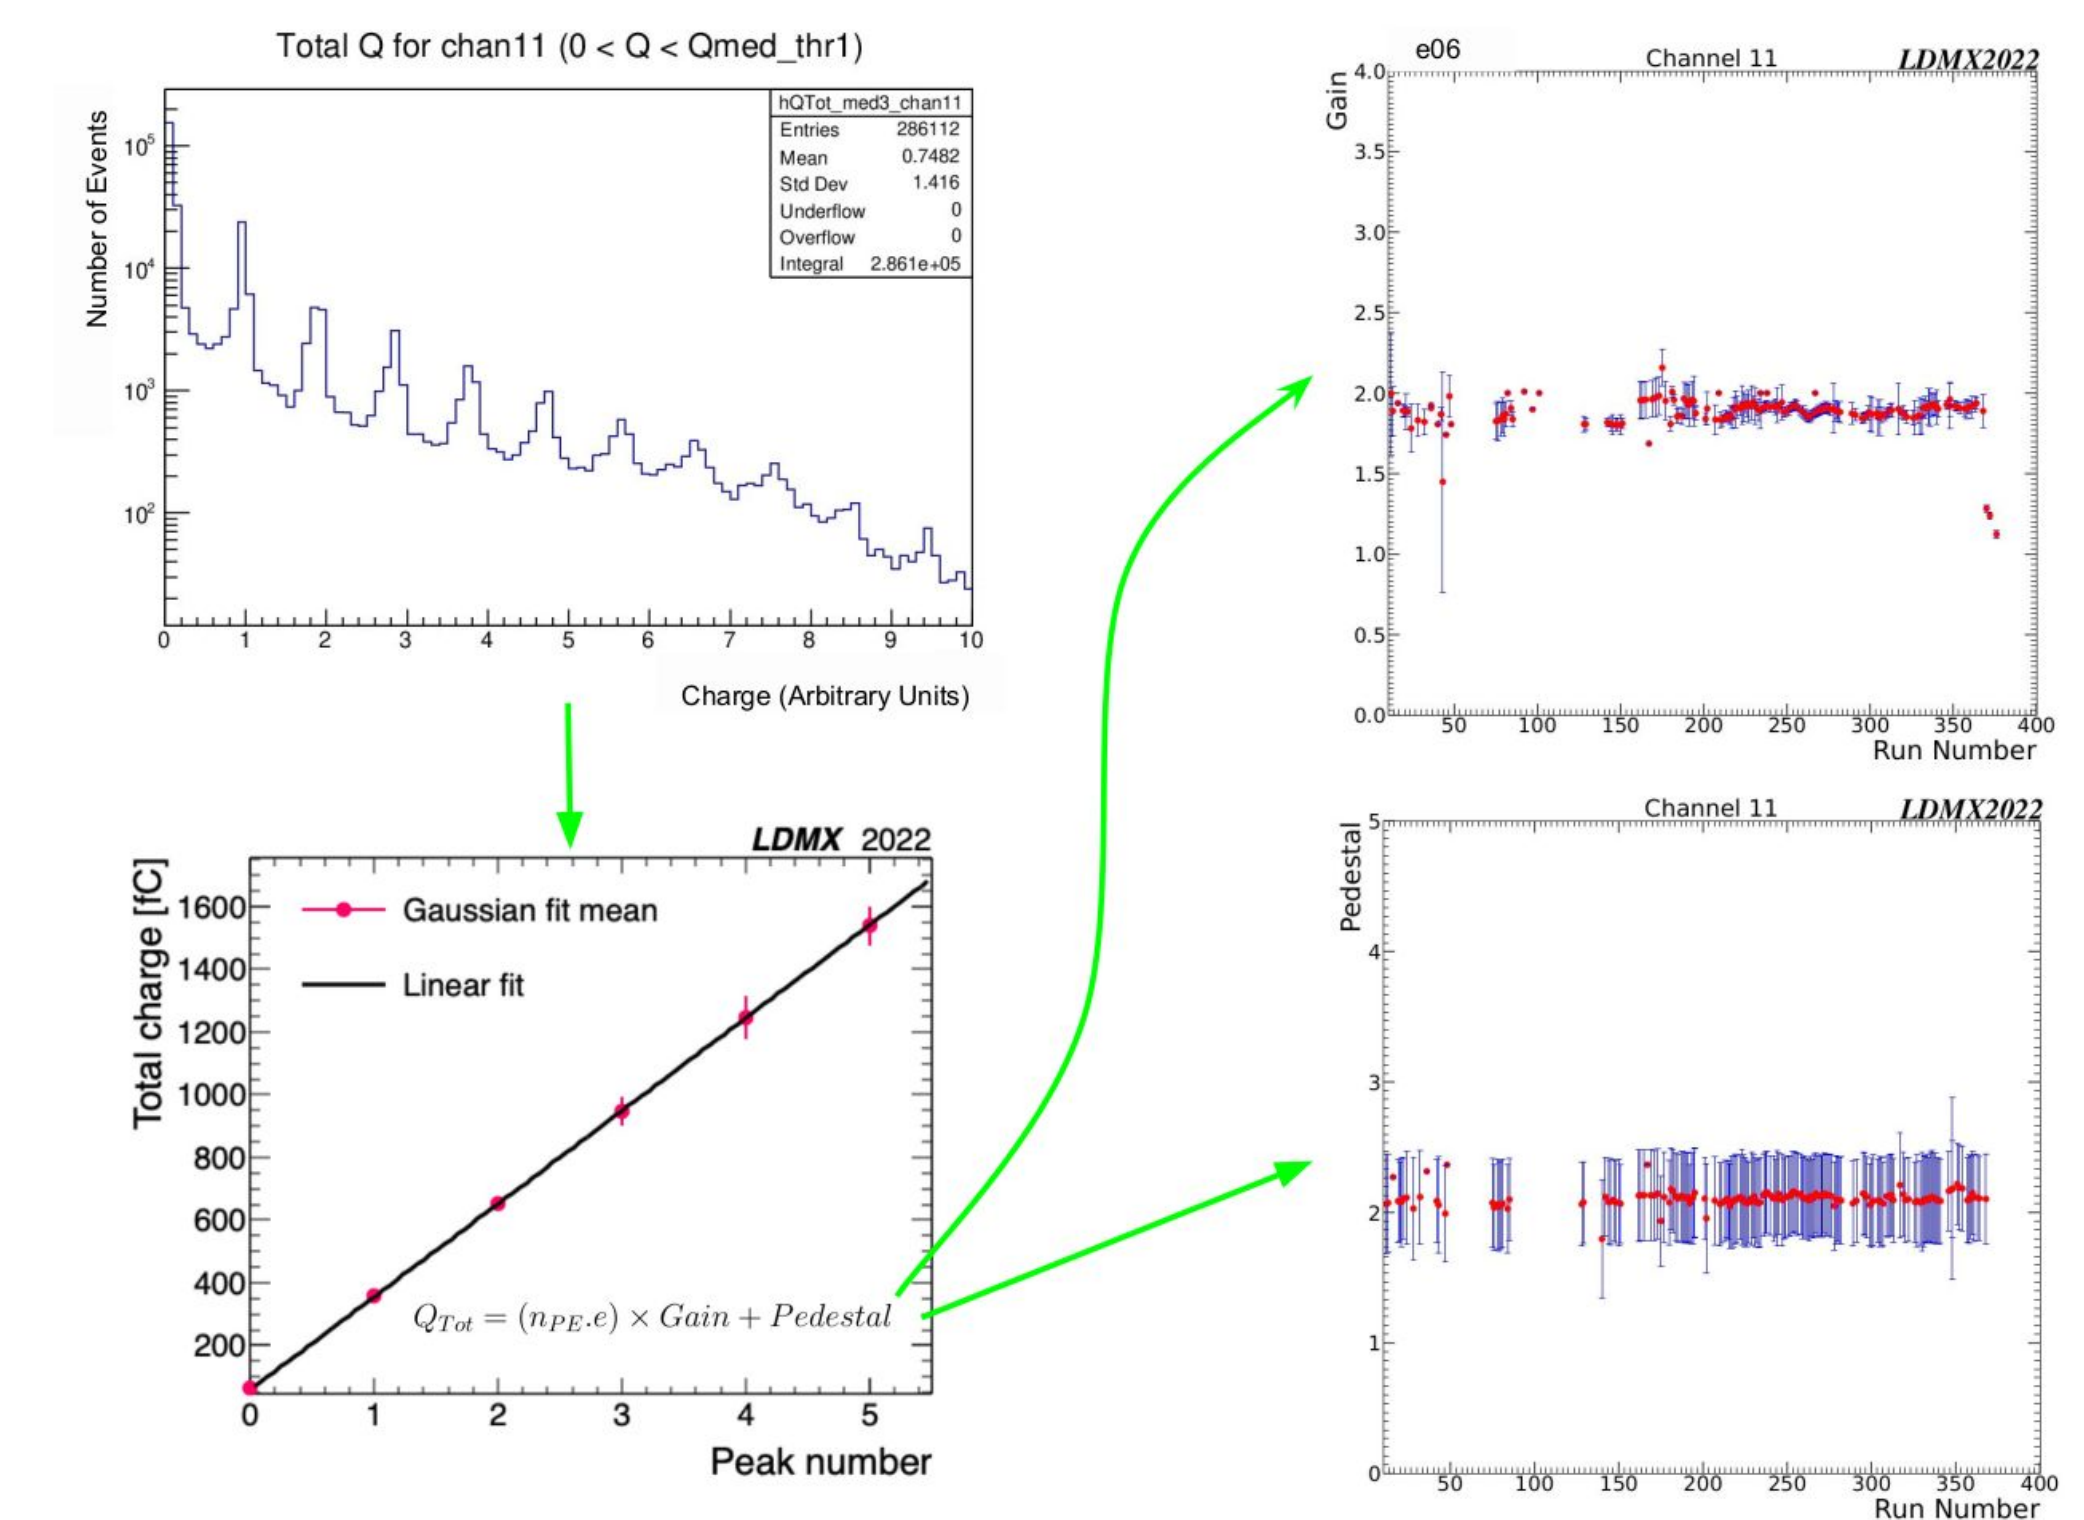 Total Q for chan11 (0 < Q < Qmed_thr1)
hQTot_med3_chan11
Entries 286112
Mean 0.7482
Std Dev 1.416
Underflow 0
Overflow 0
Integral 2.861e+05
Number of Events
10⁵
10⁴
10³
10²
0 1 2 3 4 5 6 7 8 9 10
Charge (Arbitrary Units)
e06 Channel 11 LDMX2022
Gain
4.0
3.5
3.0
2.5
2.0
1.5
1.0
0.5
0.0
50 100 150 200 250 300 350 400
Run Number
LDMX 2022
Total charge [fC]
1600
1400
1200
1000
800
600
400
200
Gaussian fit mean
Linear fit
Q_Tot = (n_PE.e) × Gain + Pedestal
0 1 2 3 4 5
Peak number
Channel 11 LDMX2022
Pedestal
5
4
3
2
1
0
50 100 150 200 250 300 350 400
Run Number